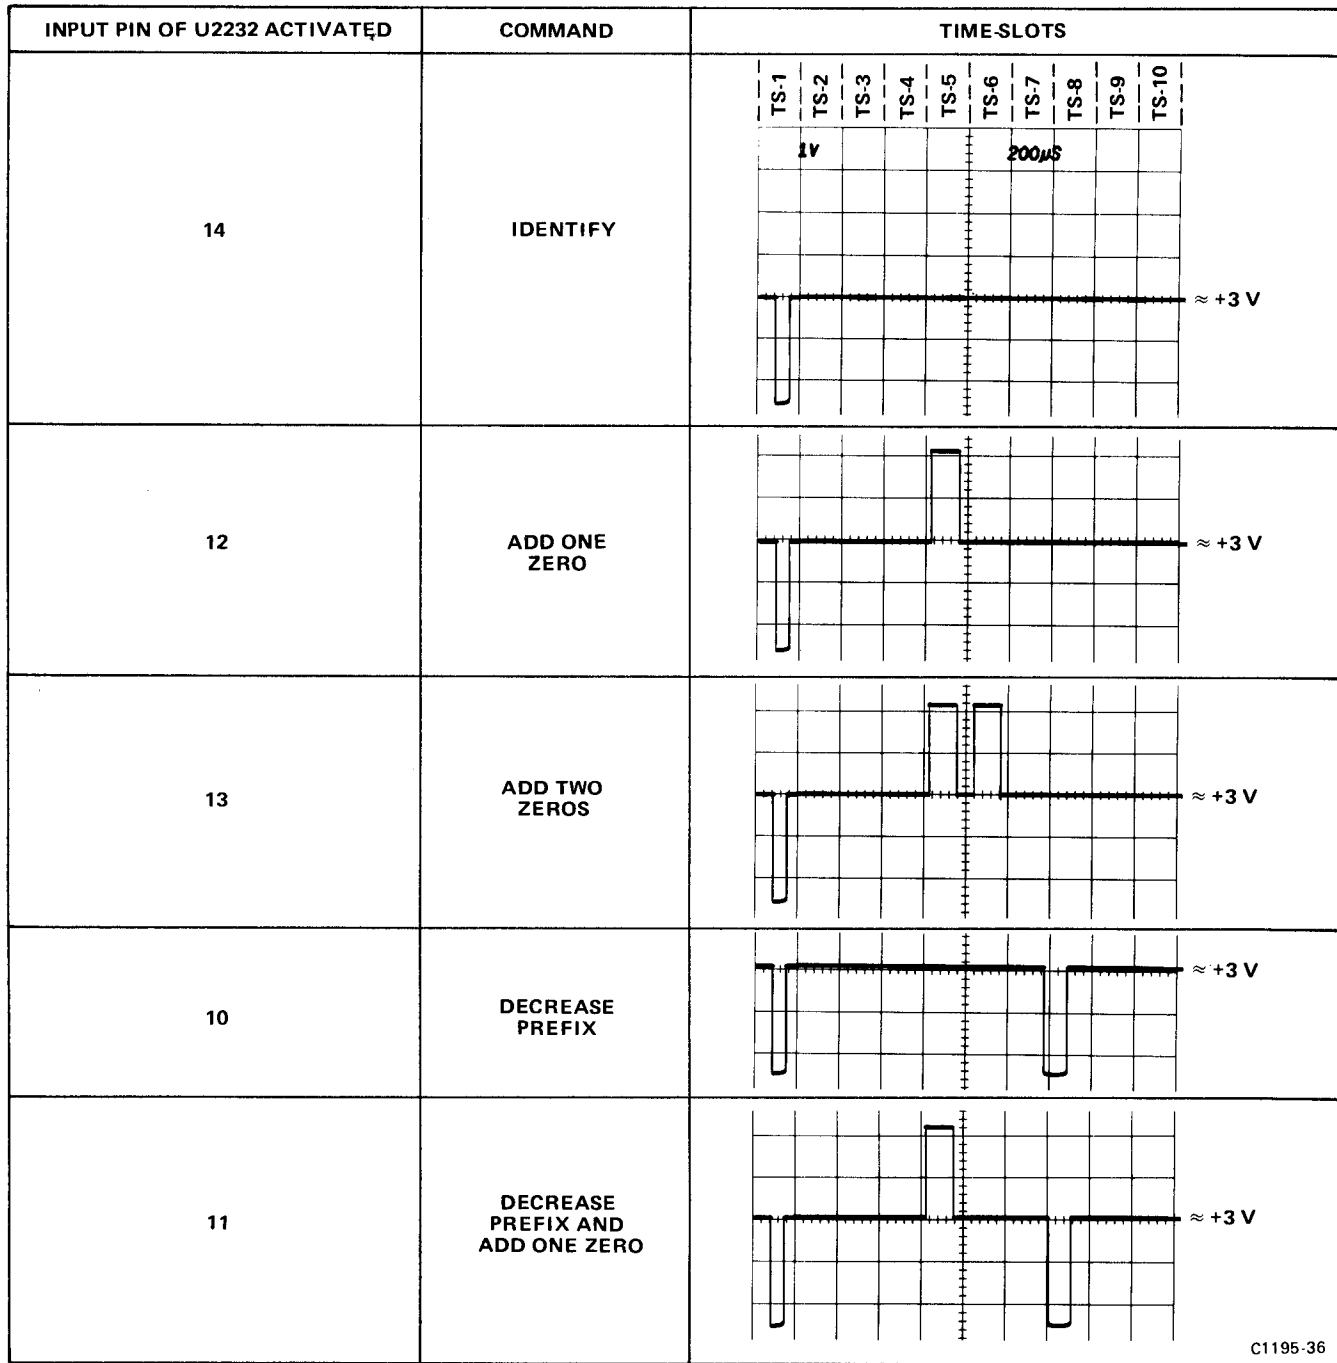 INPUT PIN OF U2232 ACTIVATED COMMAND TIME-SLOTS
TS-1 TS-2 TS-3 TS-4 TS-5 TS-6 TS-7 TS-8 TS-9 TS-10
1V 200µS
14 IDENTIFY ≈ +3 V
12 ADD ONE
ZERO
≈ +3 V
13 ADD TWO
ZEROS
≈ +3 V
10 DECREASE
PREFIX
≈ +3 V
11 DECREASE
PREFIX AND
ADD ONE ZERO
≈ +3 V
C1195-36